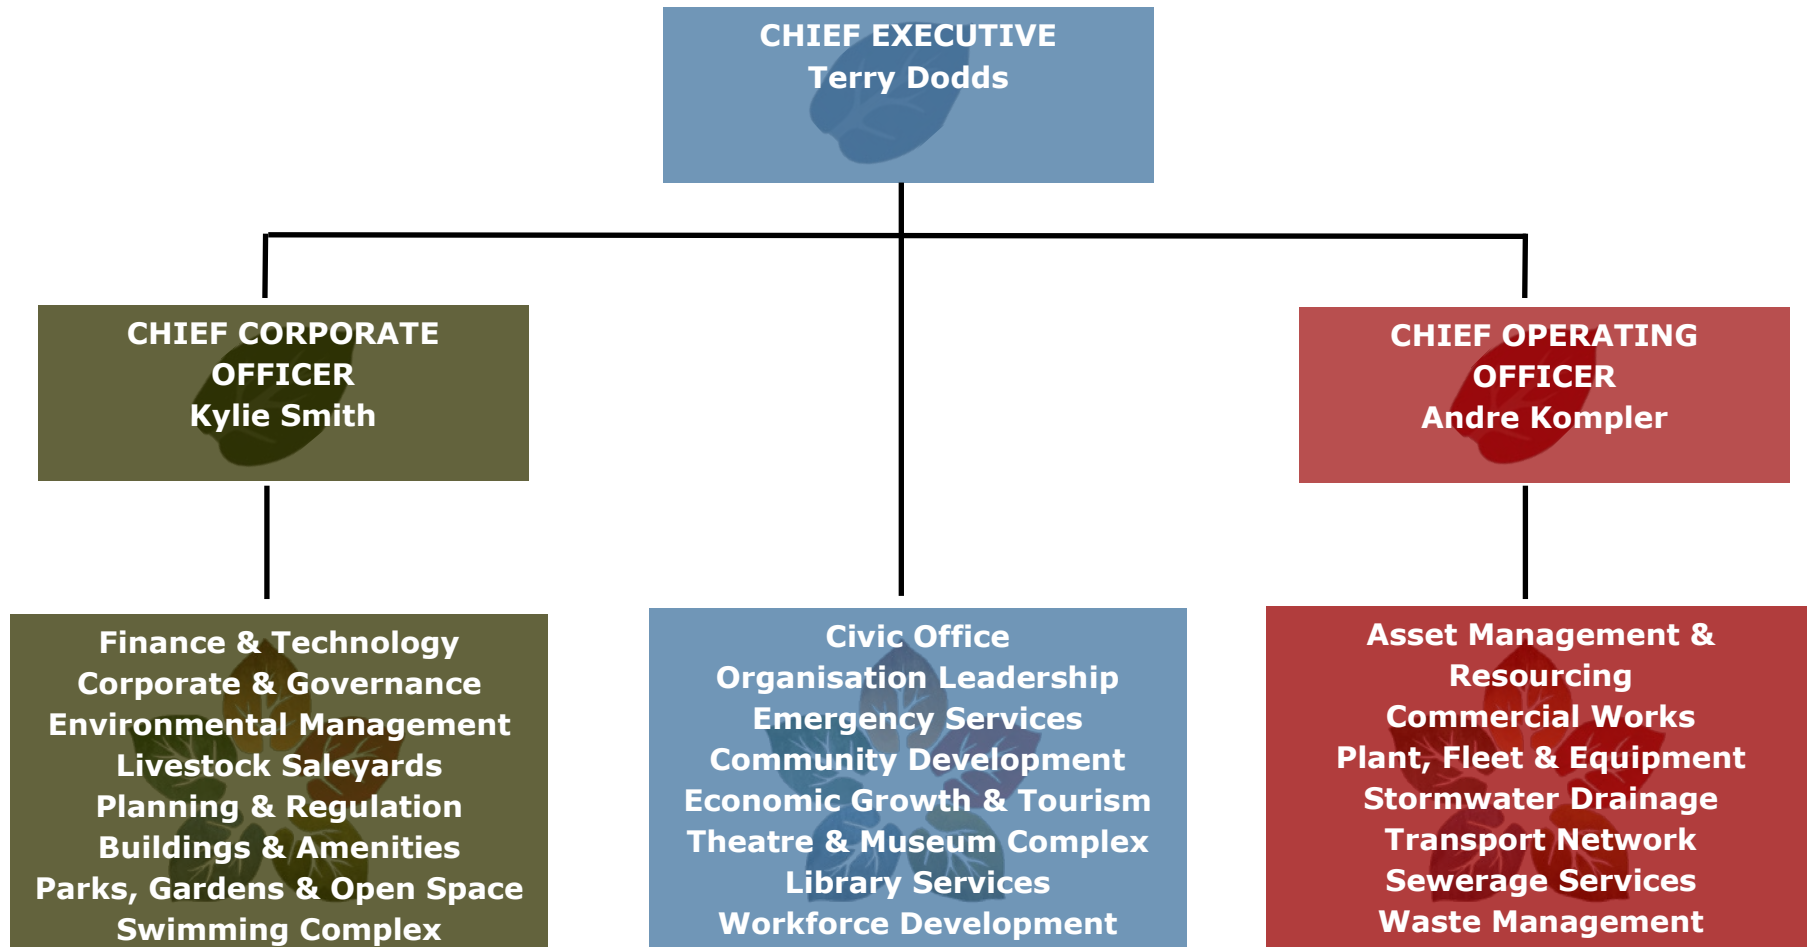 CHIEF EXECUTIVE
Terry Dodds
CHIEF CORPORATE
OFFICER
Kylie Smith
CHIEF OPERATING
OFFICER
Andre Kompler
Finance & Technology
Corporate & Governance
Environmental Management
Livestock Saleyards
Planning & Regulation
Buildings & Amenities
Parks, Gardens & Open Space
Swimming Complex
Civic Office
Organisation Leadership
Emergency Services
Community Development
Economic Growth & Tourism
Theatre & Museum Complex
Library Services
Workforce Development
Asset Management &
Resourcing
Commercial Works
Plant, Fleet & Equipment
Stormwater Drainage
Transport Network
Sewerage Services
Waste Management